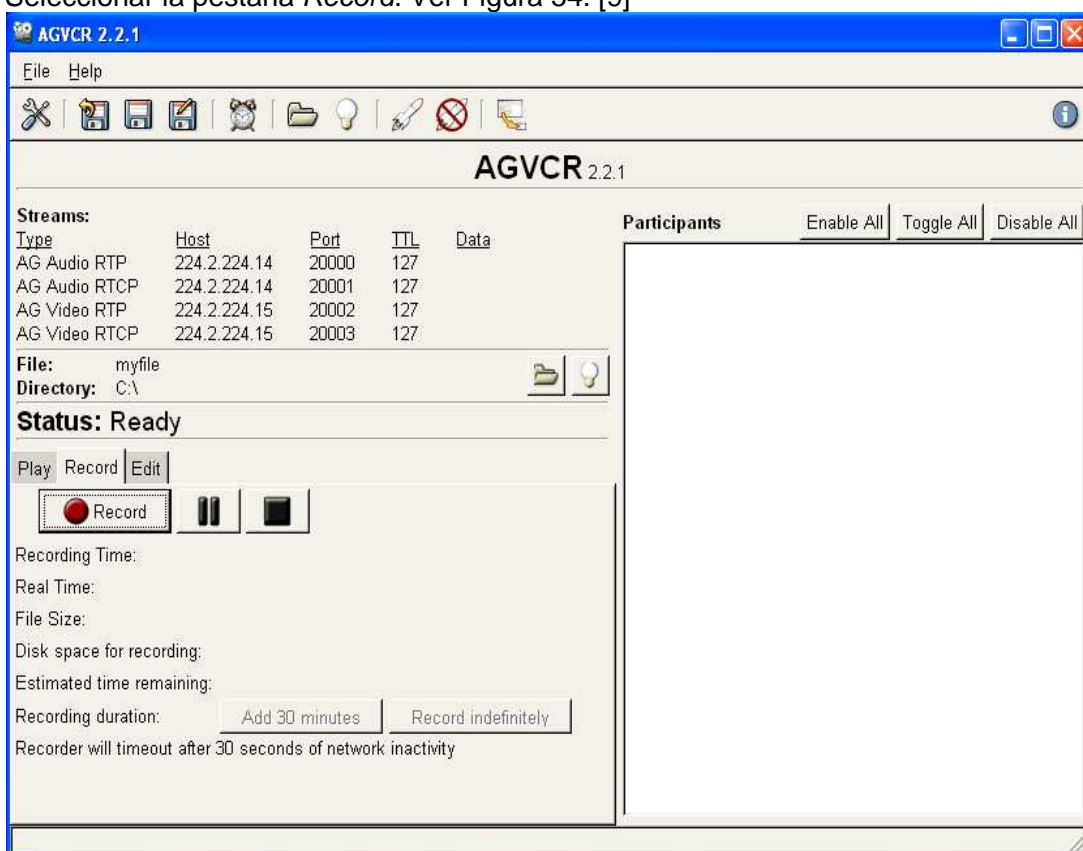 Seleccionar la pestaña Record. Ver Figura 34. [9]
AGVCR 2.2.1
File Help
AGVCR 2.2.1
Streams:
Type Host Port TTL Data
AG Audio RTP 224.2.224.14 20000 127
AG Audio RTCP 224.2.224.14 20001 127
AG Video RTP 224.2.224.15 20002 127
AG Video RTCP 224.2.224.15 20003 127
File: myfile
Directory: C:\
Status: Ready
Play Record Edit
Record
Recording Time:
Real Time:
File Size:
Disk space for recording:
Estimated time remaining:
Recording duration: Add 30 minutes Record indefinitely
Recorder will timeout after 30 seconds of network inactivity
Participants Enable All Toggle All Disable All